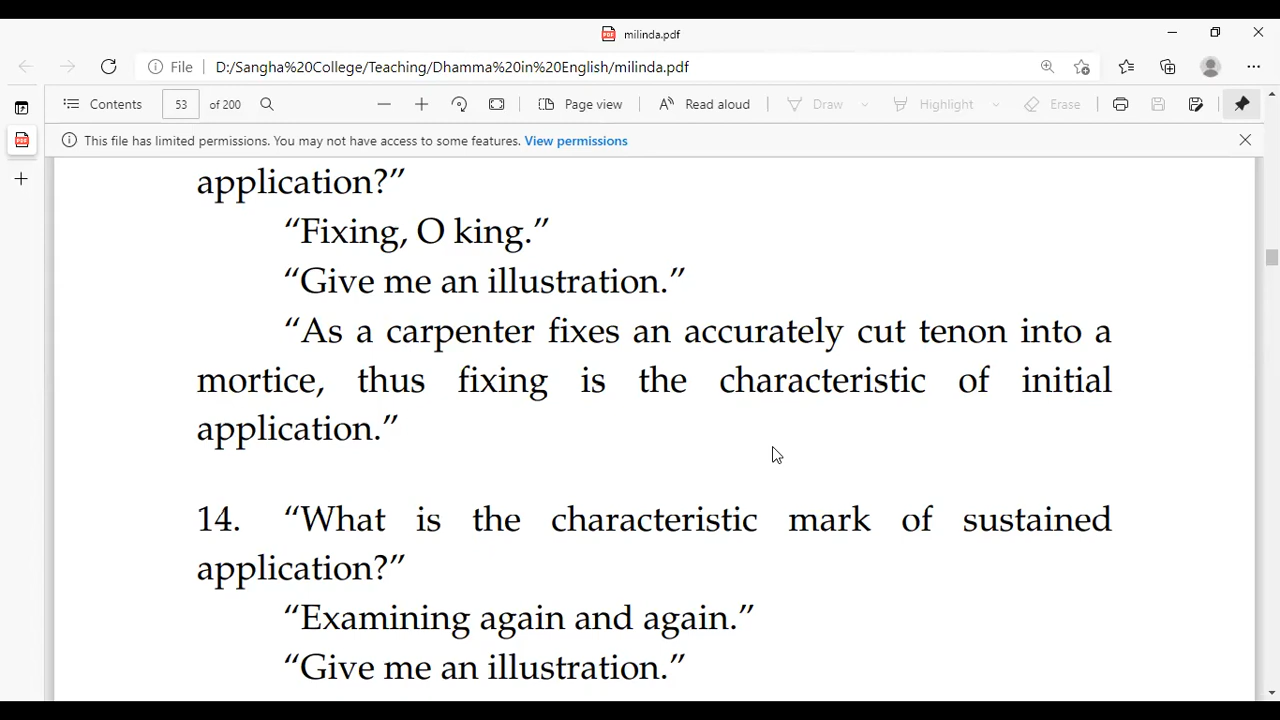 milinda.pdf
File D:/Sangha%20College/Teaching/Dhamma%20in%20English/milinda.pdf
Contents 53 of 200 Page view Read aloud Draw Highlight Erase
This file has limited permissions. You may not have access to some features. View permissions
application?”
“Fixing, O king.”
“Give me an illustration.”
“As a carpenter fixes an accurately cut tenon into a
mortice, thus fixing is the characteristic of initial
application.”
14. “What is the characteristic mark of sustained
application?”
“Examining again and again.”
“Give me an illustration.”